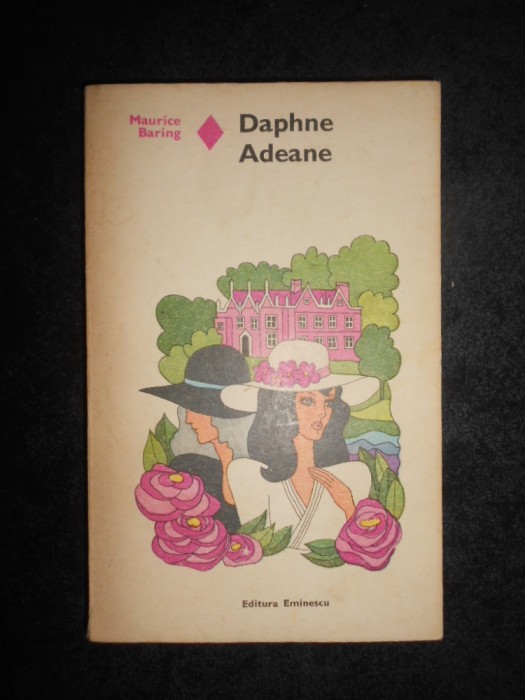 Maurice
Baring
Daphne
Adeane
Editura Eminescu